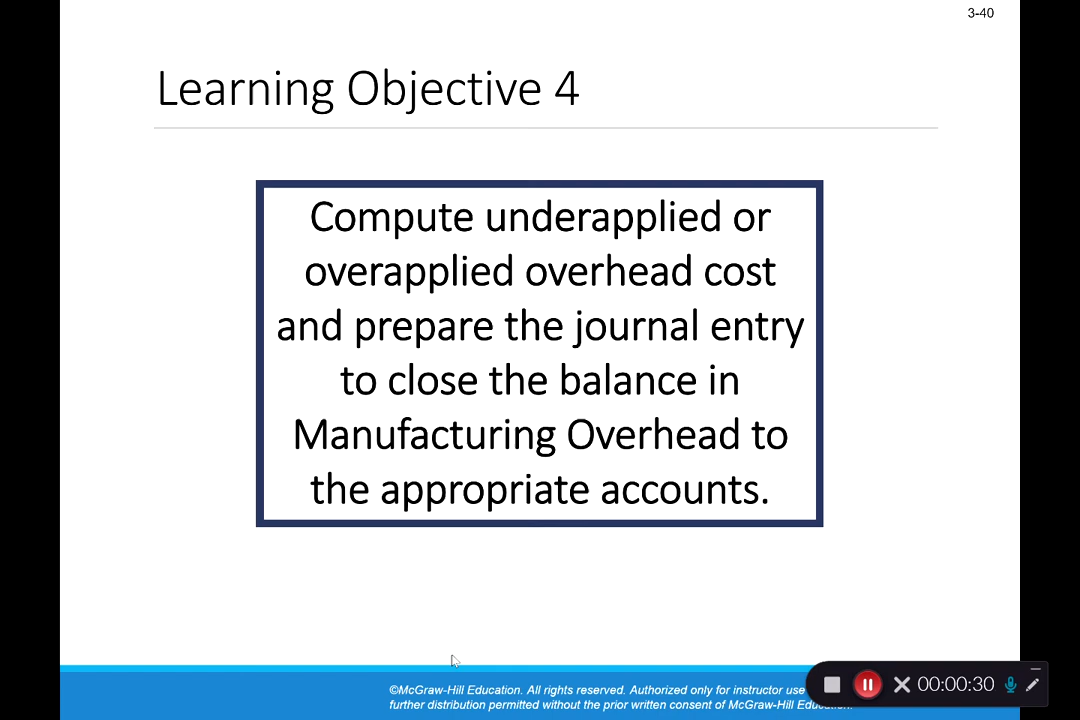 3-40
Learning Objective 4
Compute underapplied or
overapplied overhead cost
and prepare the journal entry
to close the balance in
Manufacturing Overhead to
the appropriate accounts.
©McGraw-Hill Education. All rights reserved. Authorized only for instructor use
further distribution permitted without the prior written consent of McGraw-Hill Education.
00:00:30